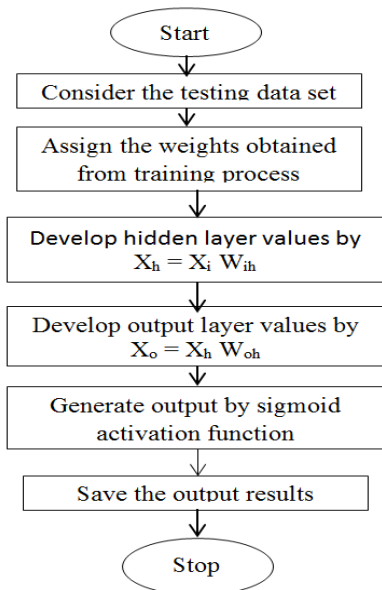 Start
Consider the testing data set
Assign the weights obtained
from training process
Develop hidden layer values by
Xₕ = Xᵢ Wᵢₕ
Develop output layer values by
Xₒ = Xₕ Wₒₕ
Generate output by sigmoid
activation function
Save the output results
Stop